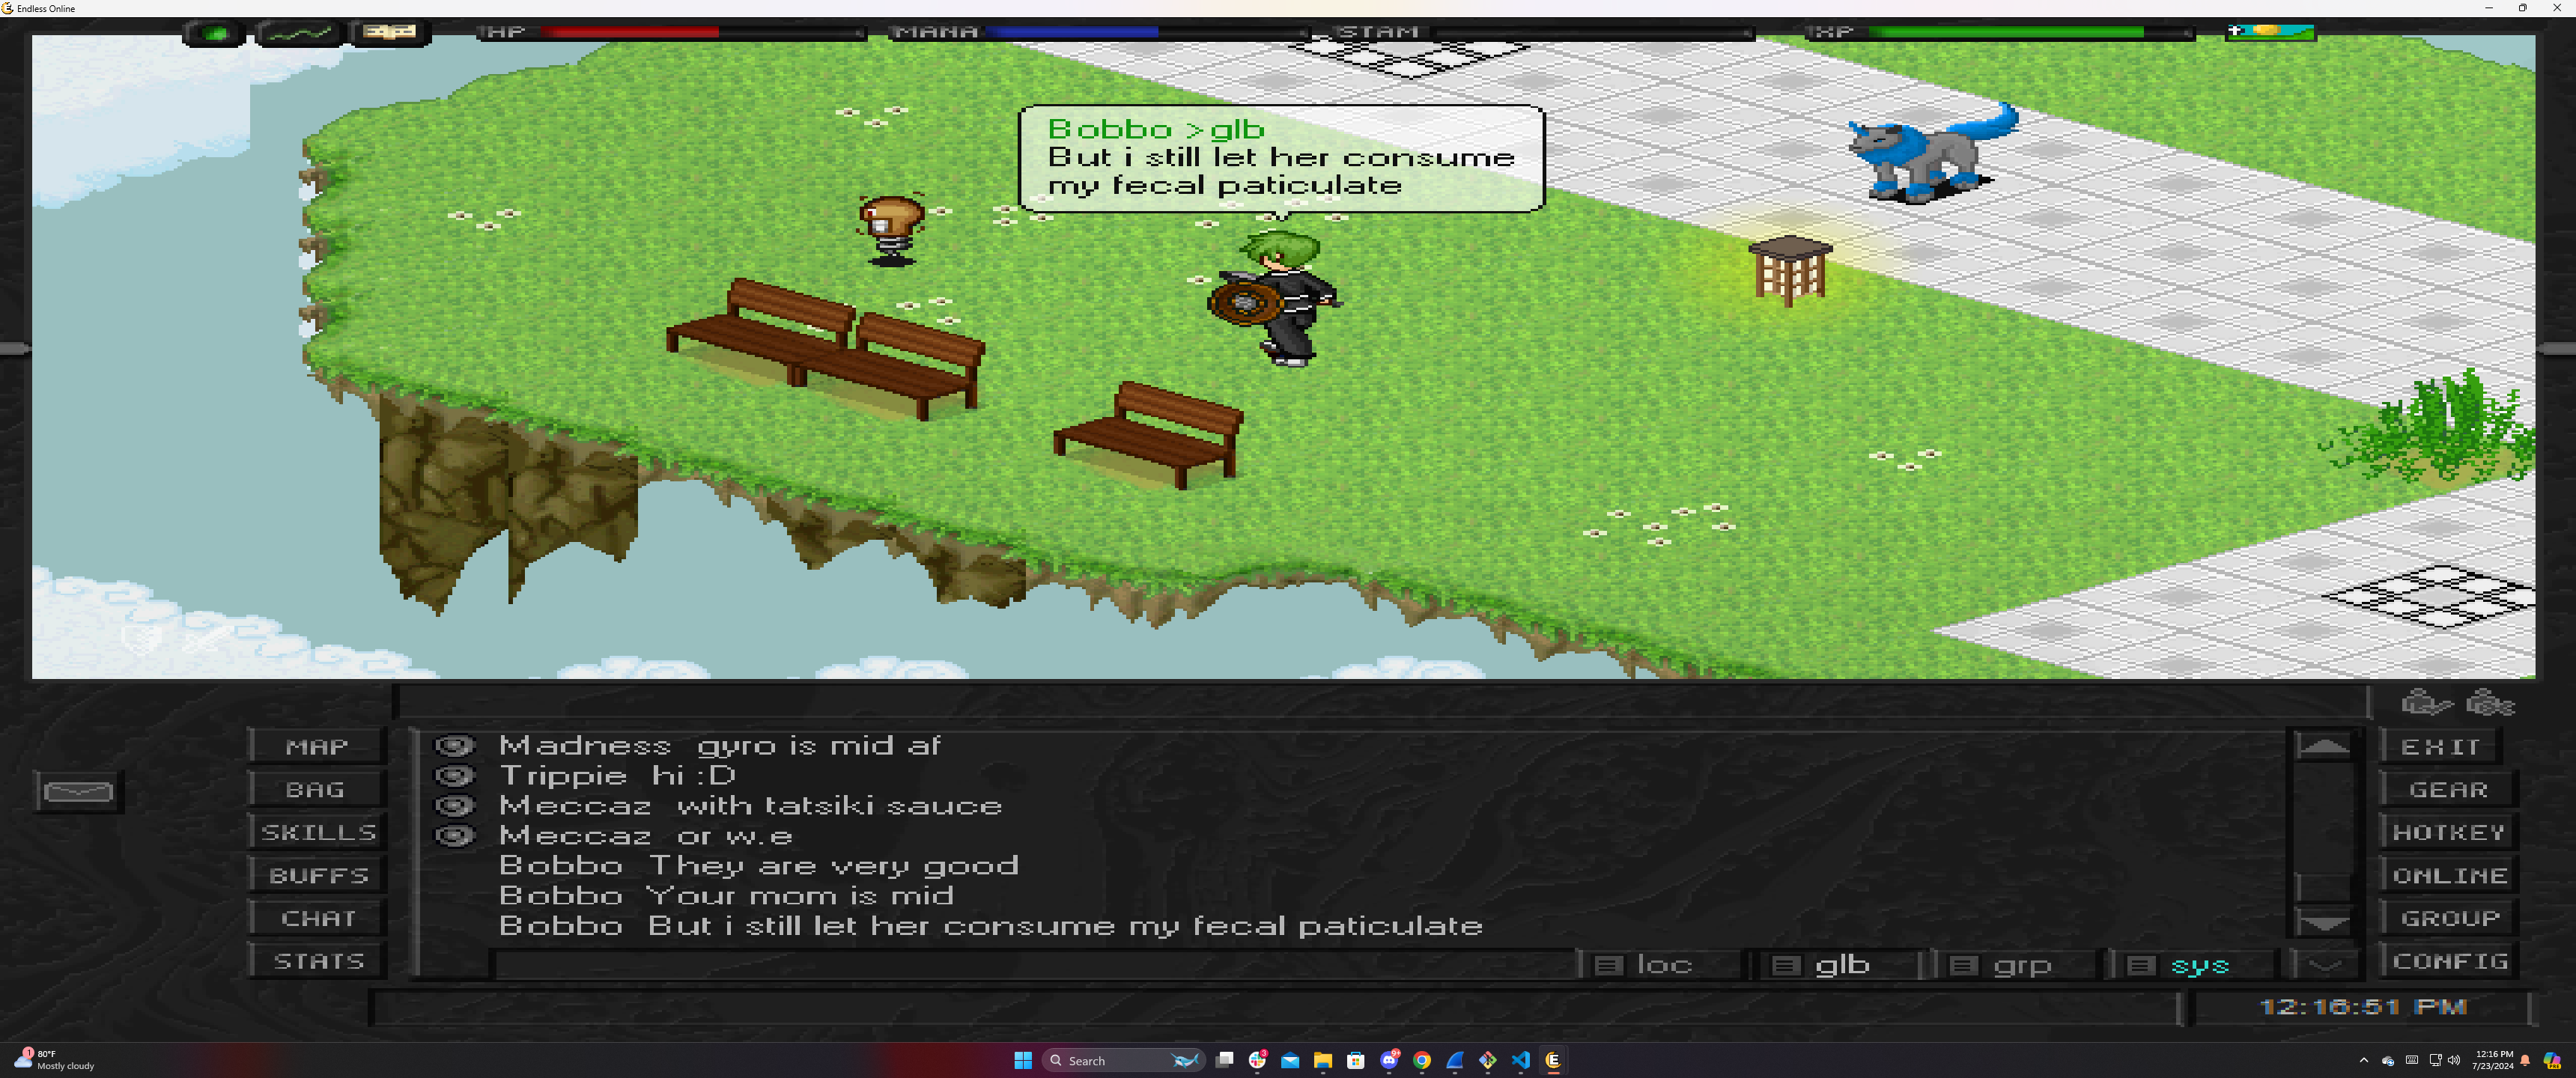 Endless Online
HP
MANA
STAM
XP
Bobbo >glb
But i still let her consume
my fecal paticulate
MAP
BAG
SKILLS
BUFFS
CHAT
STATS
Madness gyro is mid af
Trippie hi :D
Meccaz with tatsiki sauce
Meccaz or w.e
Bobbo They are very good
Bobbo Your mom is mid
Bobbo But i still let her consume my fecal paticulate
loc
glb
grp
sys
EXIT
GEAR
HOTKEY
ONLINE
GROUP
CONFIG
12:16:51 PM
1
80°F
Mostly cloudy
Search
3
9+
12:16 PM
7/23/2024